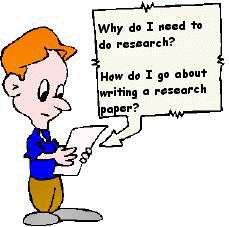 Why do I need to
do research?
How do I go about
writing a research
paper?